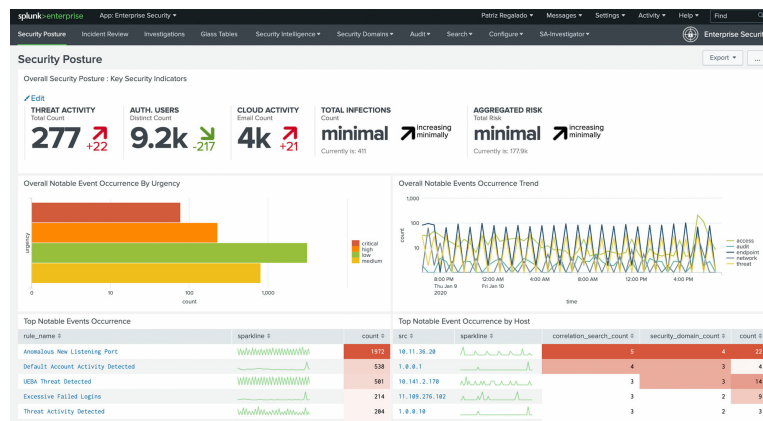 splunk>enterprise App: Enterprise Security ▾ Patriz Regalado ▾ Messages ▾ Settings ▾ Activity ▾ Help ▾ Find
Security Posture Incident Review Investigations Glass Tables Security Intelligence ▾ Security Domains ▾ Audit ▾ Search ▾ Configure ▾ SA-Investigator ▾ Enterprise Securi
Security Posture Export ▾ ...
Overall Security Posture : Key Security Indicators
Edit
THREAT ACTIVITY AUTH. USERS CLOUD ACTIVITY TOTAL INFECTIONS AGGREGATED RISK
Total Count Distinct Count Email Count Count Total Risk
277 +22 9.2k -217 4k +21 minimal increasing minimally minimal increasing minimally
Currently is: 411 Currently is: 177.9k
Overall Notable Event Occurrence By Urgency
urgency
critical
high
low
medium
0 10 100 1,000
count
Overall Notable Events Occurrence Trend
1,000
100
10
count
access
audit
endpoint
network
threat
8:00 PM 12:00 AM 4:00 AM 8:00 AM 12:00 PM 4:00 PM
Thu Jan 9 Fri Jan 10
2020
time
Top Notable Events Occurrence
rule_name sparkline count
Anomalous New Listening Port 1972
Default Account Activity Detected 538
UEBA Threat Detected 501
Excessive Failed Logins 214
Threat Activity Detected 204
Top Notable Event Occurrence by Host
src sparkline correlation_search_count security_domain_count count
10.11.36.20 5 4 22
1.0.0.1 4 3 4
10.141.2.170 3 3 14
11.109.276.102 3 2 9
1.0.0.10 3 2 3